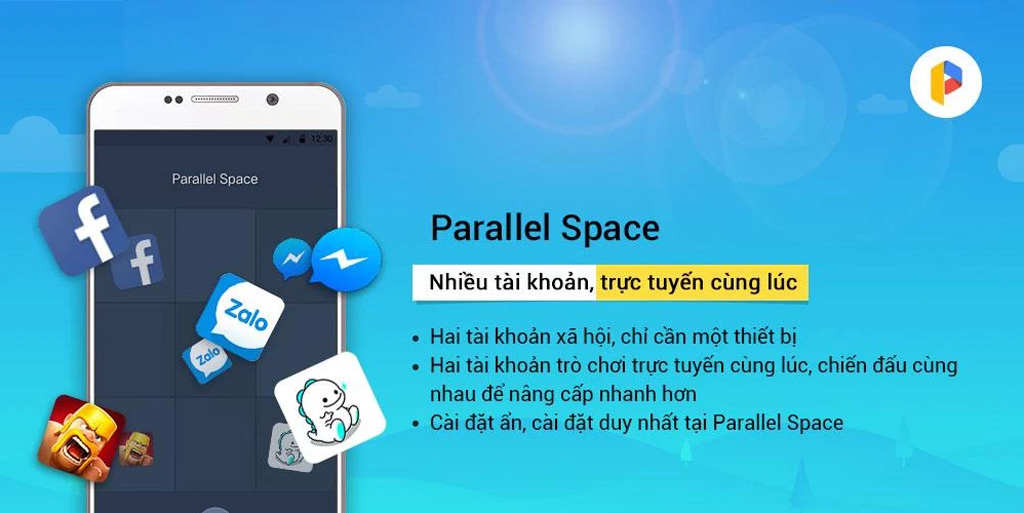 12:30
Parallel Space
Zalo
Zalo
Parallel Space
Nhiều tài khoản, trực tuyến cùng lúc
• Hai tài khoản xã hội, chỉ cần một thiết bị
• Hai tài khoản trò chơi trực tuyến cùng lúc, chiến đấu cùng
nhau để nâng cấp nhanh hơn
• Cài đặt ẩn, cài đặt duy nhất tại Parallel Space